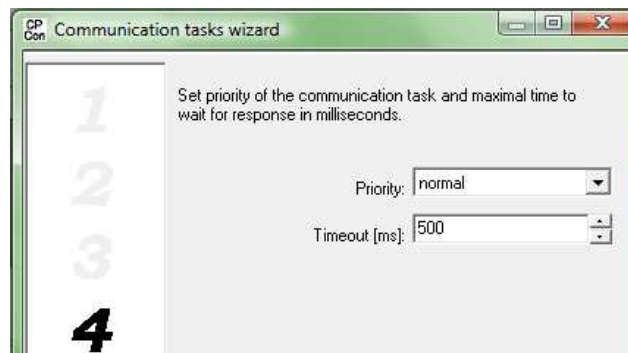 CP
Con Communication tasks wizard
1
Set priority of the communication task and maximal time to
wait for response in milliseconds.
2
Priority: normal
Timeout [ms]: 500
3
4